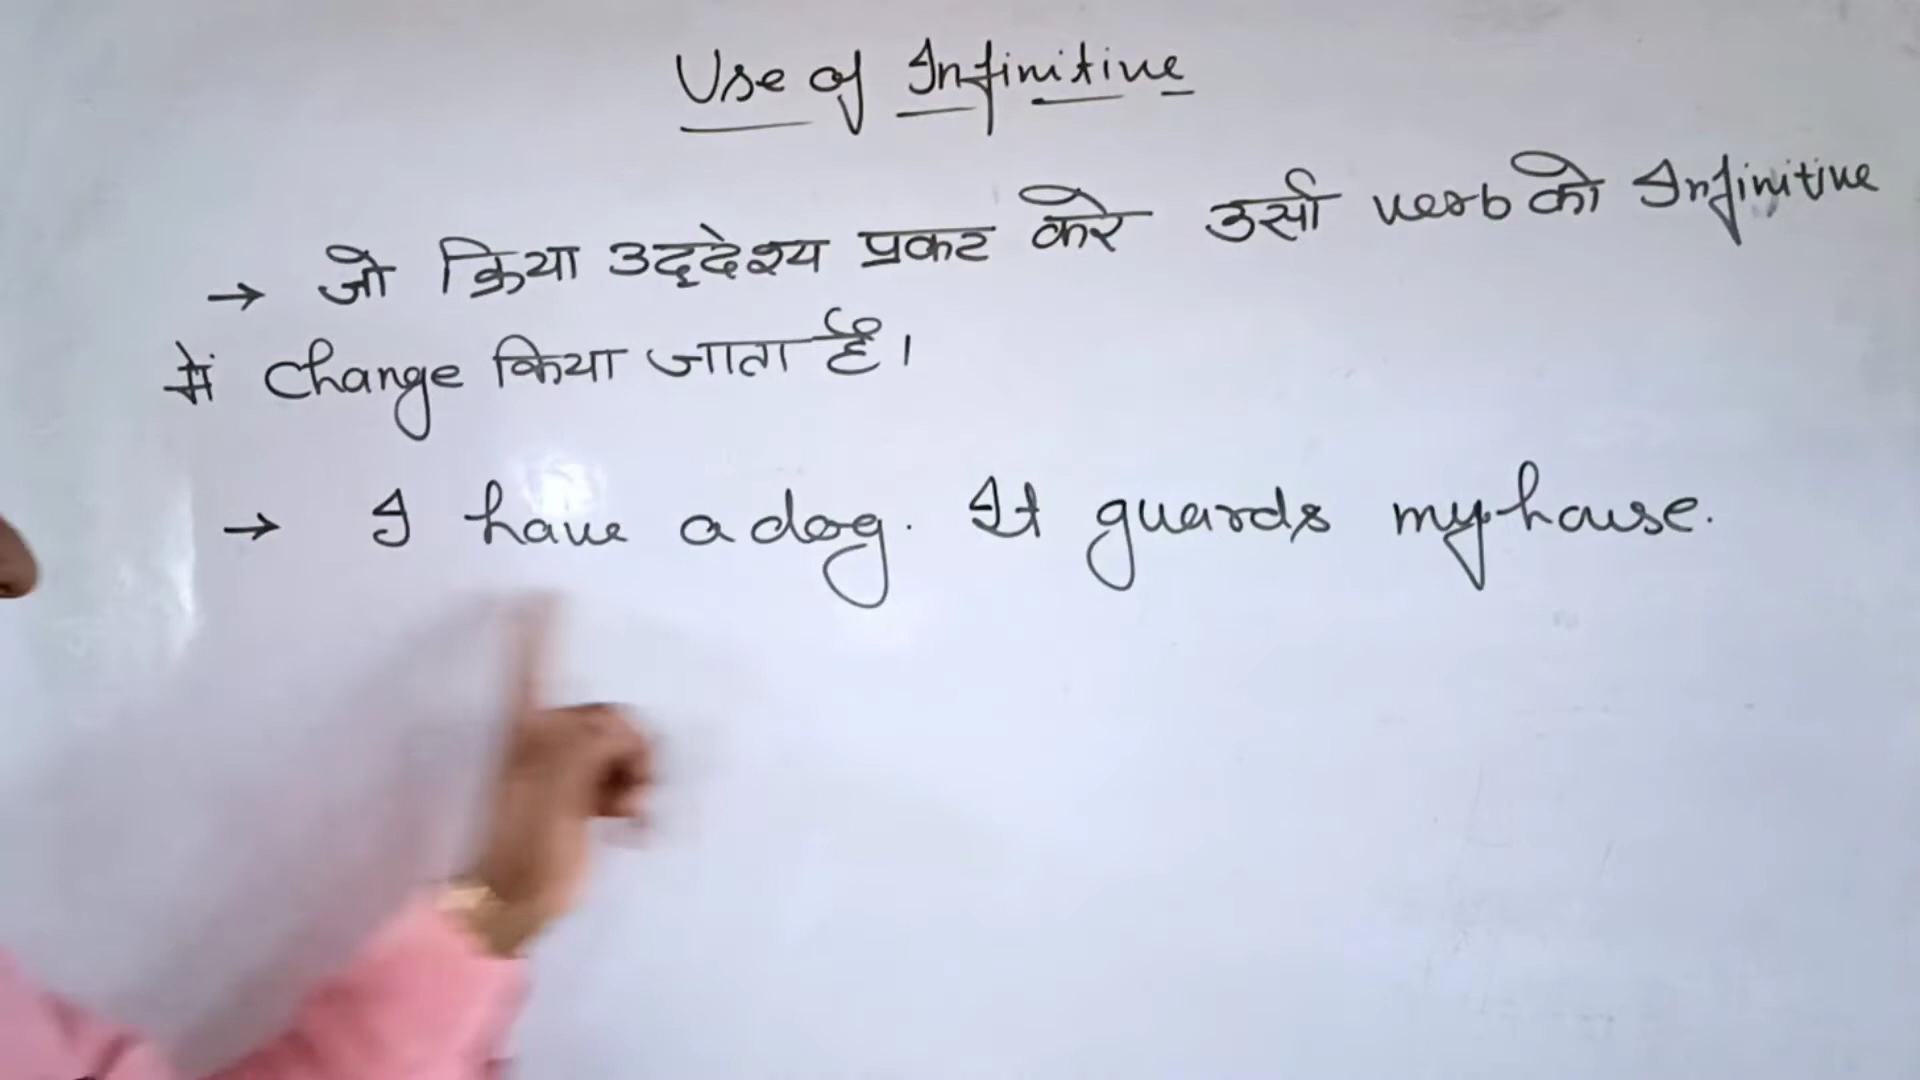 Use of Infinitive
→ जो क्रिया उद्देश्य प्रकट करे उसी verb को Infinitive
में change किया जाता है।
→ I have a dog. It guards my house.